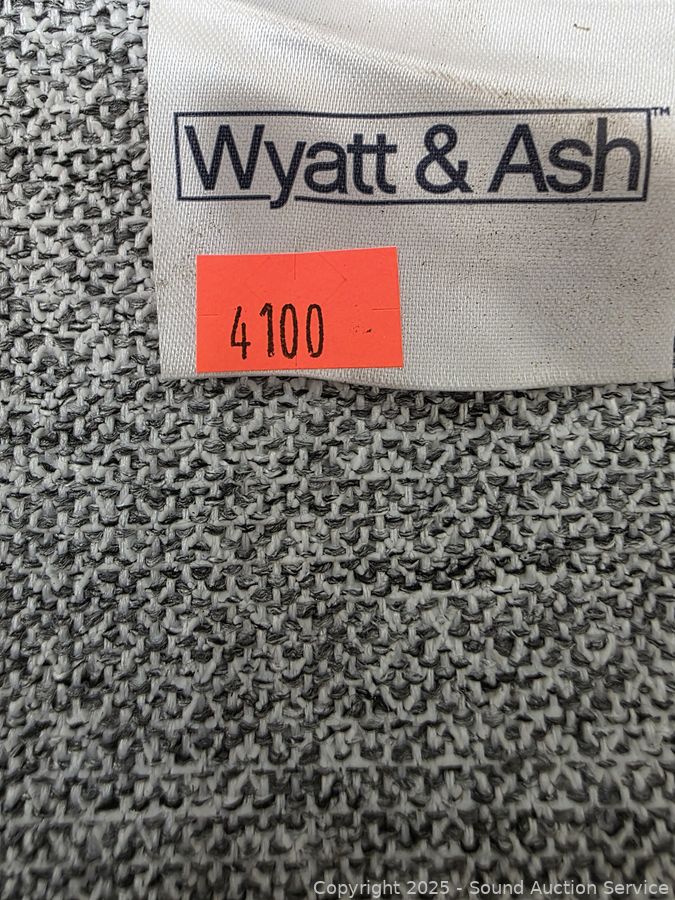 Wyatt & Ash™
4100
Copyright 2025 - Sound Auction Service